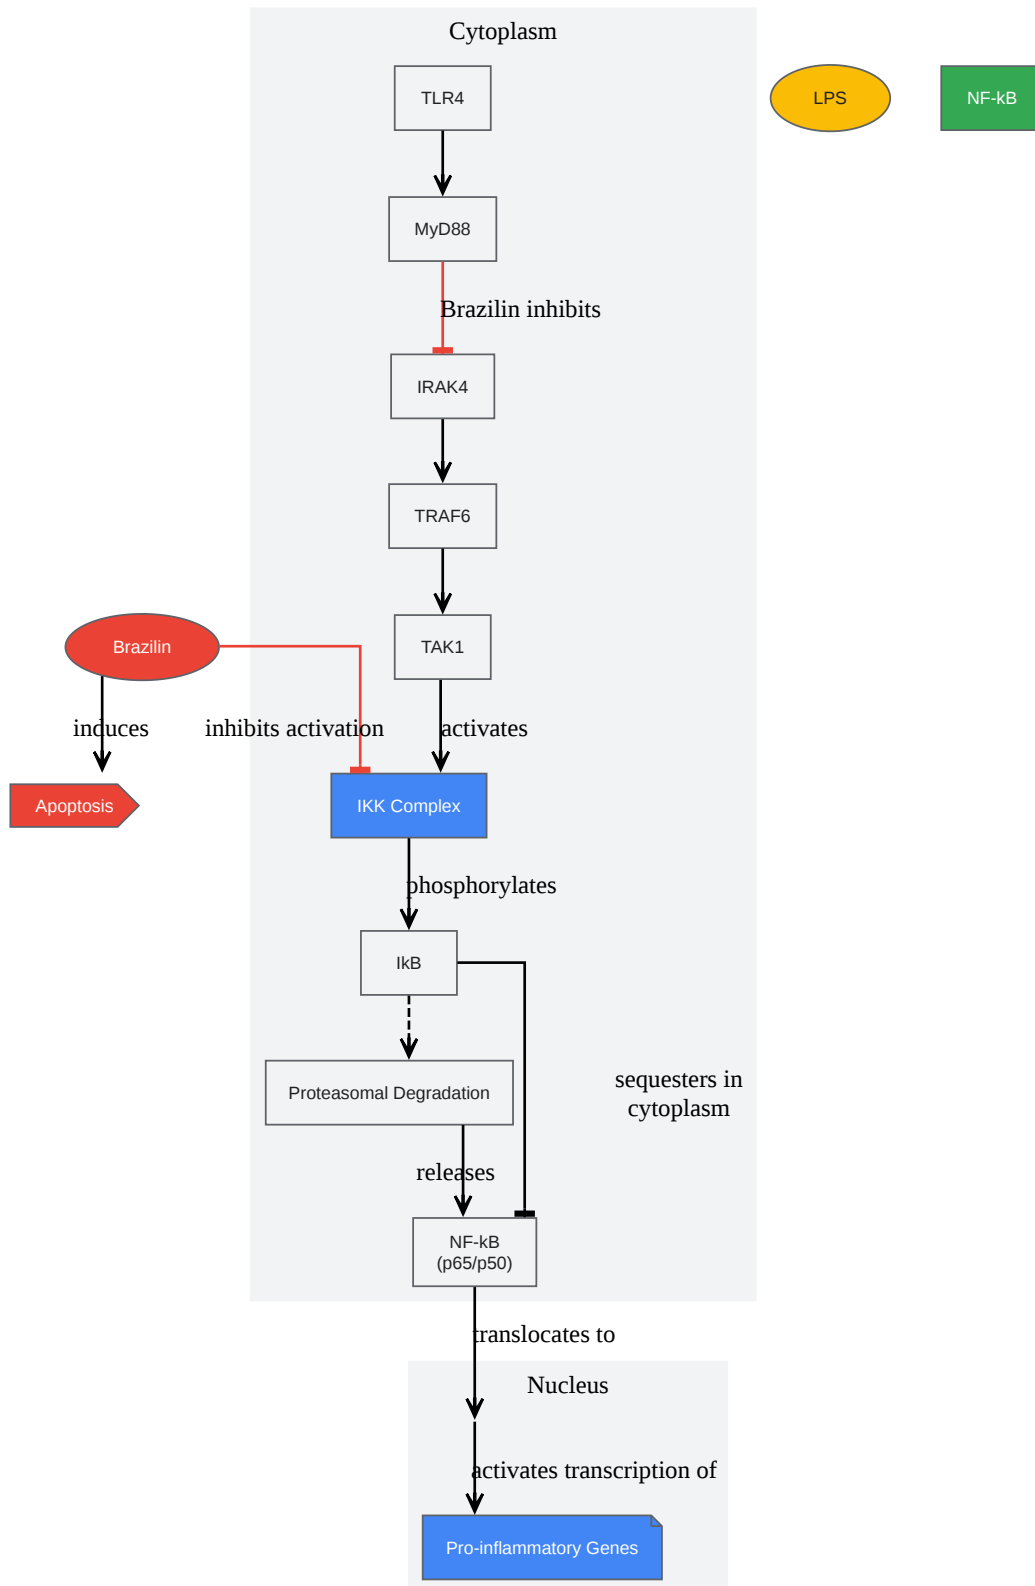 Cytoplasm
TLR4
LPS
NF-kB
MyD88
Brazilin inhibits
IRAK4
TRAF6
Brazilin
TAK1
induces
inhibits activation
activates
Apoptosis
IKK Complex
phosphorylates
IkB
sequesters in
cytoplasm
Proteasomal Degradation
releases
NF-kB
(p65/p50)
translocates to
Nucleus
activates transcription of
Pro-inflammatory Genes